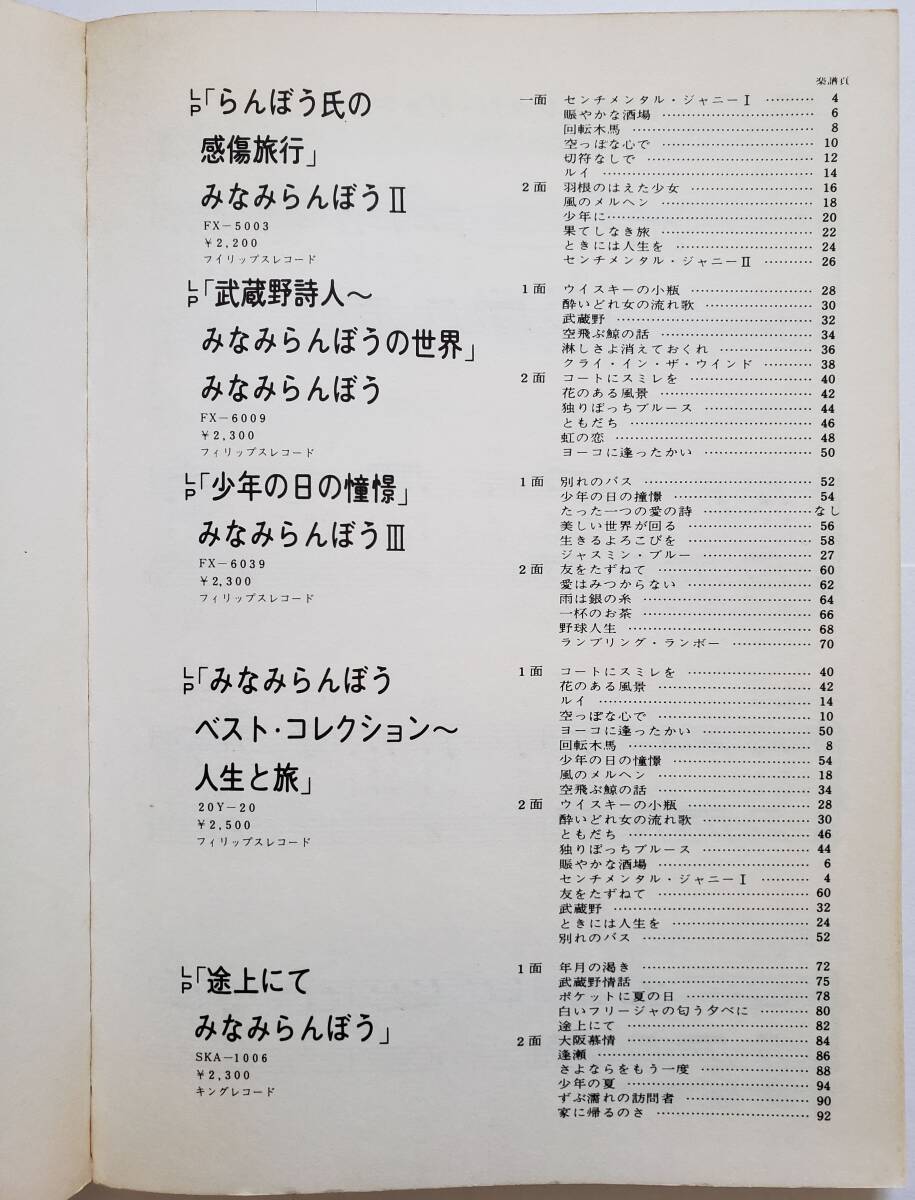 楽譜頁
LP「らんぼう氏の
感傷旅行」
みなみらんぼうⅡ
FX-5003
¥2,200
フイリップスレコード
一面 センチメンタル・ジャニーⅠ ………… 4
賑やかな酒場 ………… 6
回転木馬 ………… 8
空っぽな心で ………… 10
切符なしで ………… 12
ルイ ………… 14
2面 羽根のはえた少女 ………… 16
風のメルヘン ………… 18
少年に ………… 20
果てしなき旅 ………… 22
ときには人生を ………… 24
センチメンタル・ジャニーⅡ ………… 26
LP「武蔵野詩人〜
みなみらんぼうの世界」
みなみらんぼう
FX-6009
¥2,300
フィリップスレコード
1面 ウイスキーの小瓶 ………… 28
酔いどれ女の流れ歌 ………… 30
武蔵野 ………… 32
空飛ぶ鯨の話 ………… 34
淋しさよ消えておくれ ………… 36
クライ・イン・ザ・ウインド ………… 38
2面 コートにスミレを ………… 40
花のある風景 ………… 42
独りぼっちブルース ………… 44
ともだち ………… 46
虹の恋 ………… 48
ヨーコに逢ったかい ………… 50
LP「少年の日の憧憬」
みなみらんぼうⅢ
FX-6039
¥2,300
フィリップスレコード
1面 別れのバス ………… 52
少年の日の憧憬 ………… 54
たった一つの愛の詩 ………… なし
美しい世界が回る ………… 56
生きるよろこびを ………… 58
ジャスミン・ブルー ………… 27
2面 友をたずねて ………… 60
愛はみつからない ………… 62
雨は銀の糸 ………… 64
一杯のお茶 ………… 66
野球人生 ………… 68
ランブリング・ランボー ………… 70
LP「みなみらんぼう
ベスト・コレクション〜
人生と旅」
20Y-20
¥2,500
フィリップスレコード
1面 コートにスミレを ………… 40
花のある風景 ………… 42
ルイ ………… 14
空っぽな心で ………… 10
ヨーコに逢ったかい ………… 50
回転木馬 ………… 8
少年の日の憧憬 ………… 54
風のメルヘン ………… 18
空飛ぶ鯨の話 ………… 34
2面 ウイスキーの小瓶 ………… 28
酔いどれ女の流れ歌 ………… 30
ともだち ………… 46
独りぼっちブルース ………… 44
賑やかな酒場 ………… 6
センチメンタル・ジャニーⅠ ………… 4
友をたずねて ………… 60
武蔵野 ………… 32
ときには人生を ………… 24
別れのバス ………… 52
LP「途上にて
みなみらんぼう」
SKA-1006
¥2,300
キングレコード
1面 年月の渇き ………… 72
武蔵野情話 ………… 75
ポケットに夏の日 ………… 78
白いフリージャの匂う夕べに ………… 80
途上にて ………… 82
2面 大阪慕情 ………… 84
逢瀬 ………… 86
さよならをもう一度 ………… 88
少年の夏 ………… 94
ずぶ濡れの訪問者 ………… 90
家に帰るのさ ………… 92